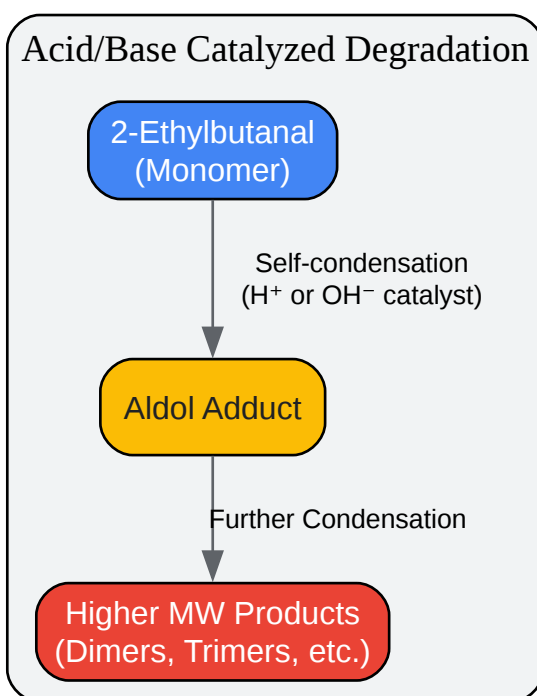 Acid/Base Catalyzed Degradation
2-Ethylbutanal
(Monomer)
Self-condensation
(H⁺ or OH⁻ catalyst)
Aldol Adduct
Further Condensation
Higher MW Products
(Dimers, Trimers, etc.)